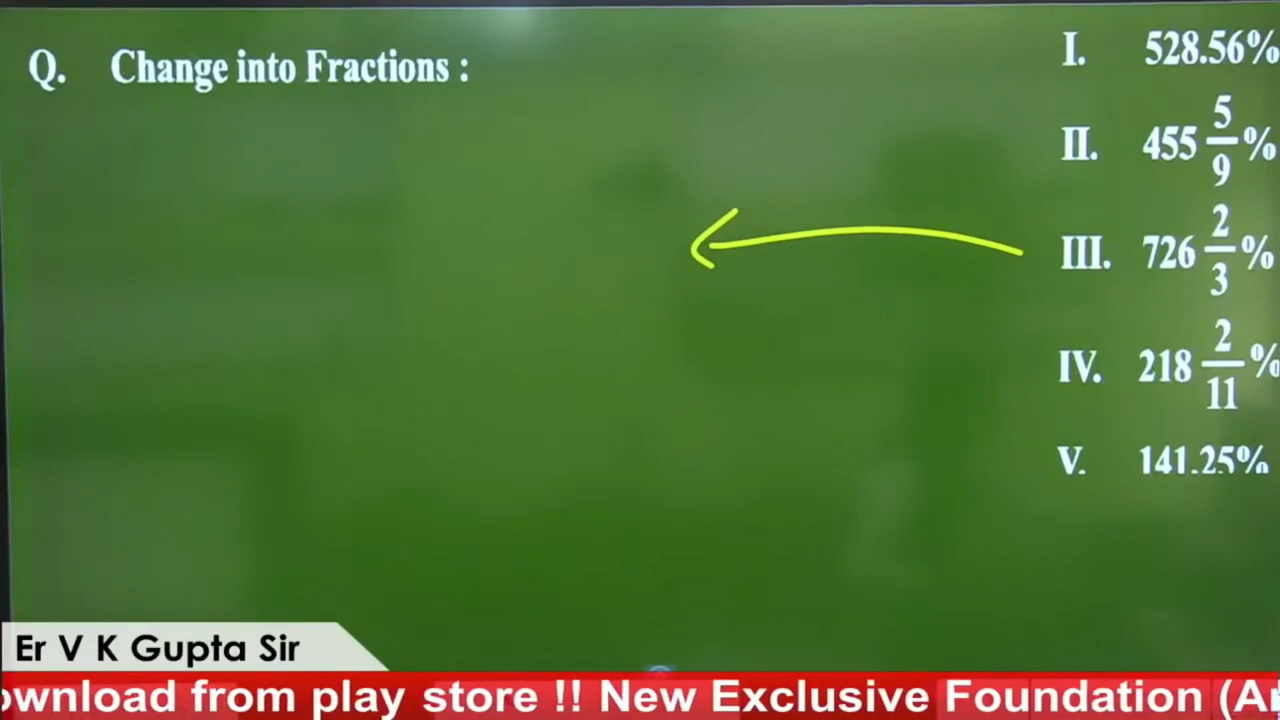 Q. Change into Fractions :
I. 528.56%
II. 455 5/9 %
III. 726 2/3 %
IV. 218 2/11 %
V. 141.25%
Er V K Gupta Sir
ownload from play store !! New Exclusive Foundation (Ar